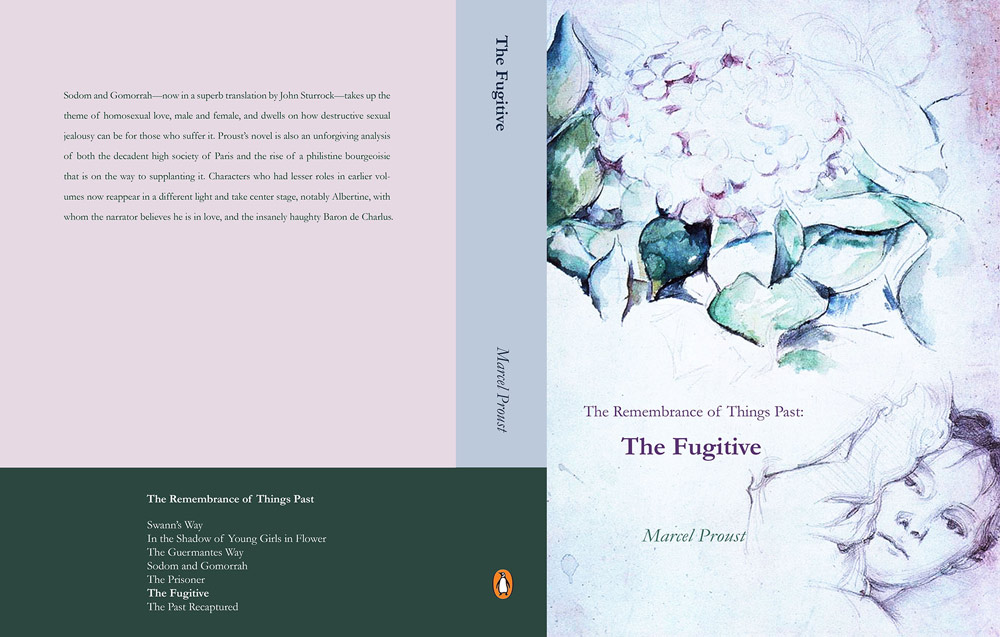 Sodom and Gomorrah—now in a superb translation by John Sturrock—takes up the
theme of homosexual love, male and female, and dwells on how destructive sexual
jealousy can be for those who suffer it. Proust's novel is also an unforgiving analysis
of both the decadent high society of Paris and the rise of a philistine bourgeoisie
that is on the way to supplanting it. Characters who had lesser roles in earlier vol-
umes now reappear in a different light and take center stage, notably Albertine, with
whom the narrator believes he is in love, and the insanely haughty Baron de Charlus.
The Remembrance of Things Past
Swann's Way
In the Shadow of Young Girls in Flower
The Guermantes Way
Sodom and Gomorrah
The Prisoner
The Fugitive
The Past Recaptured
The Fugitive
Marcel Proust
The Remembrance of Things Past:
The Fugitive
Marcel Proust